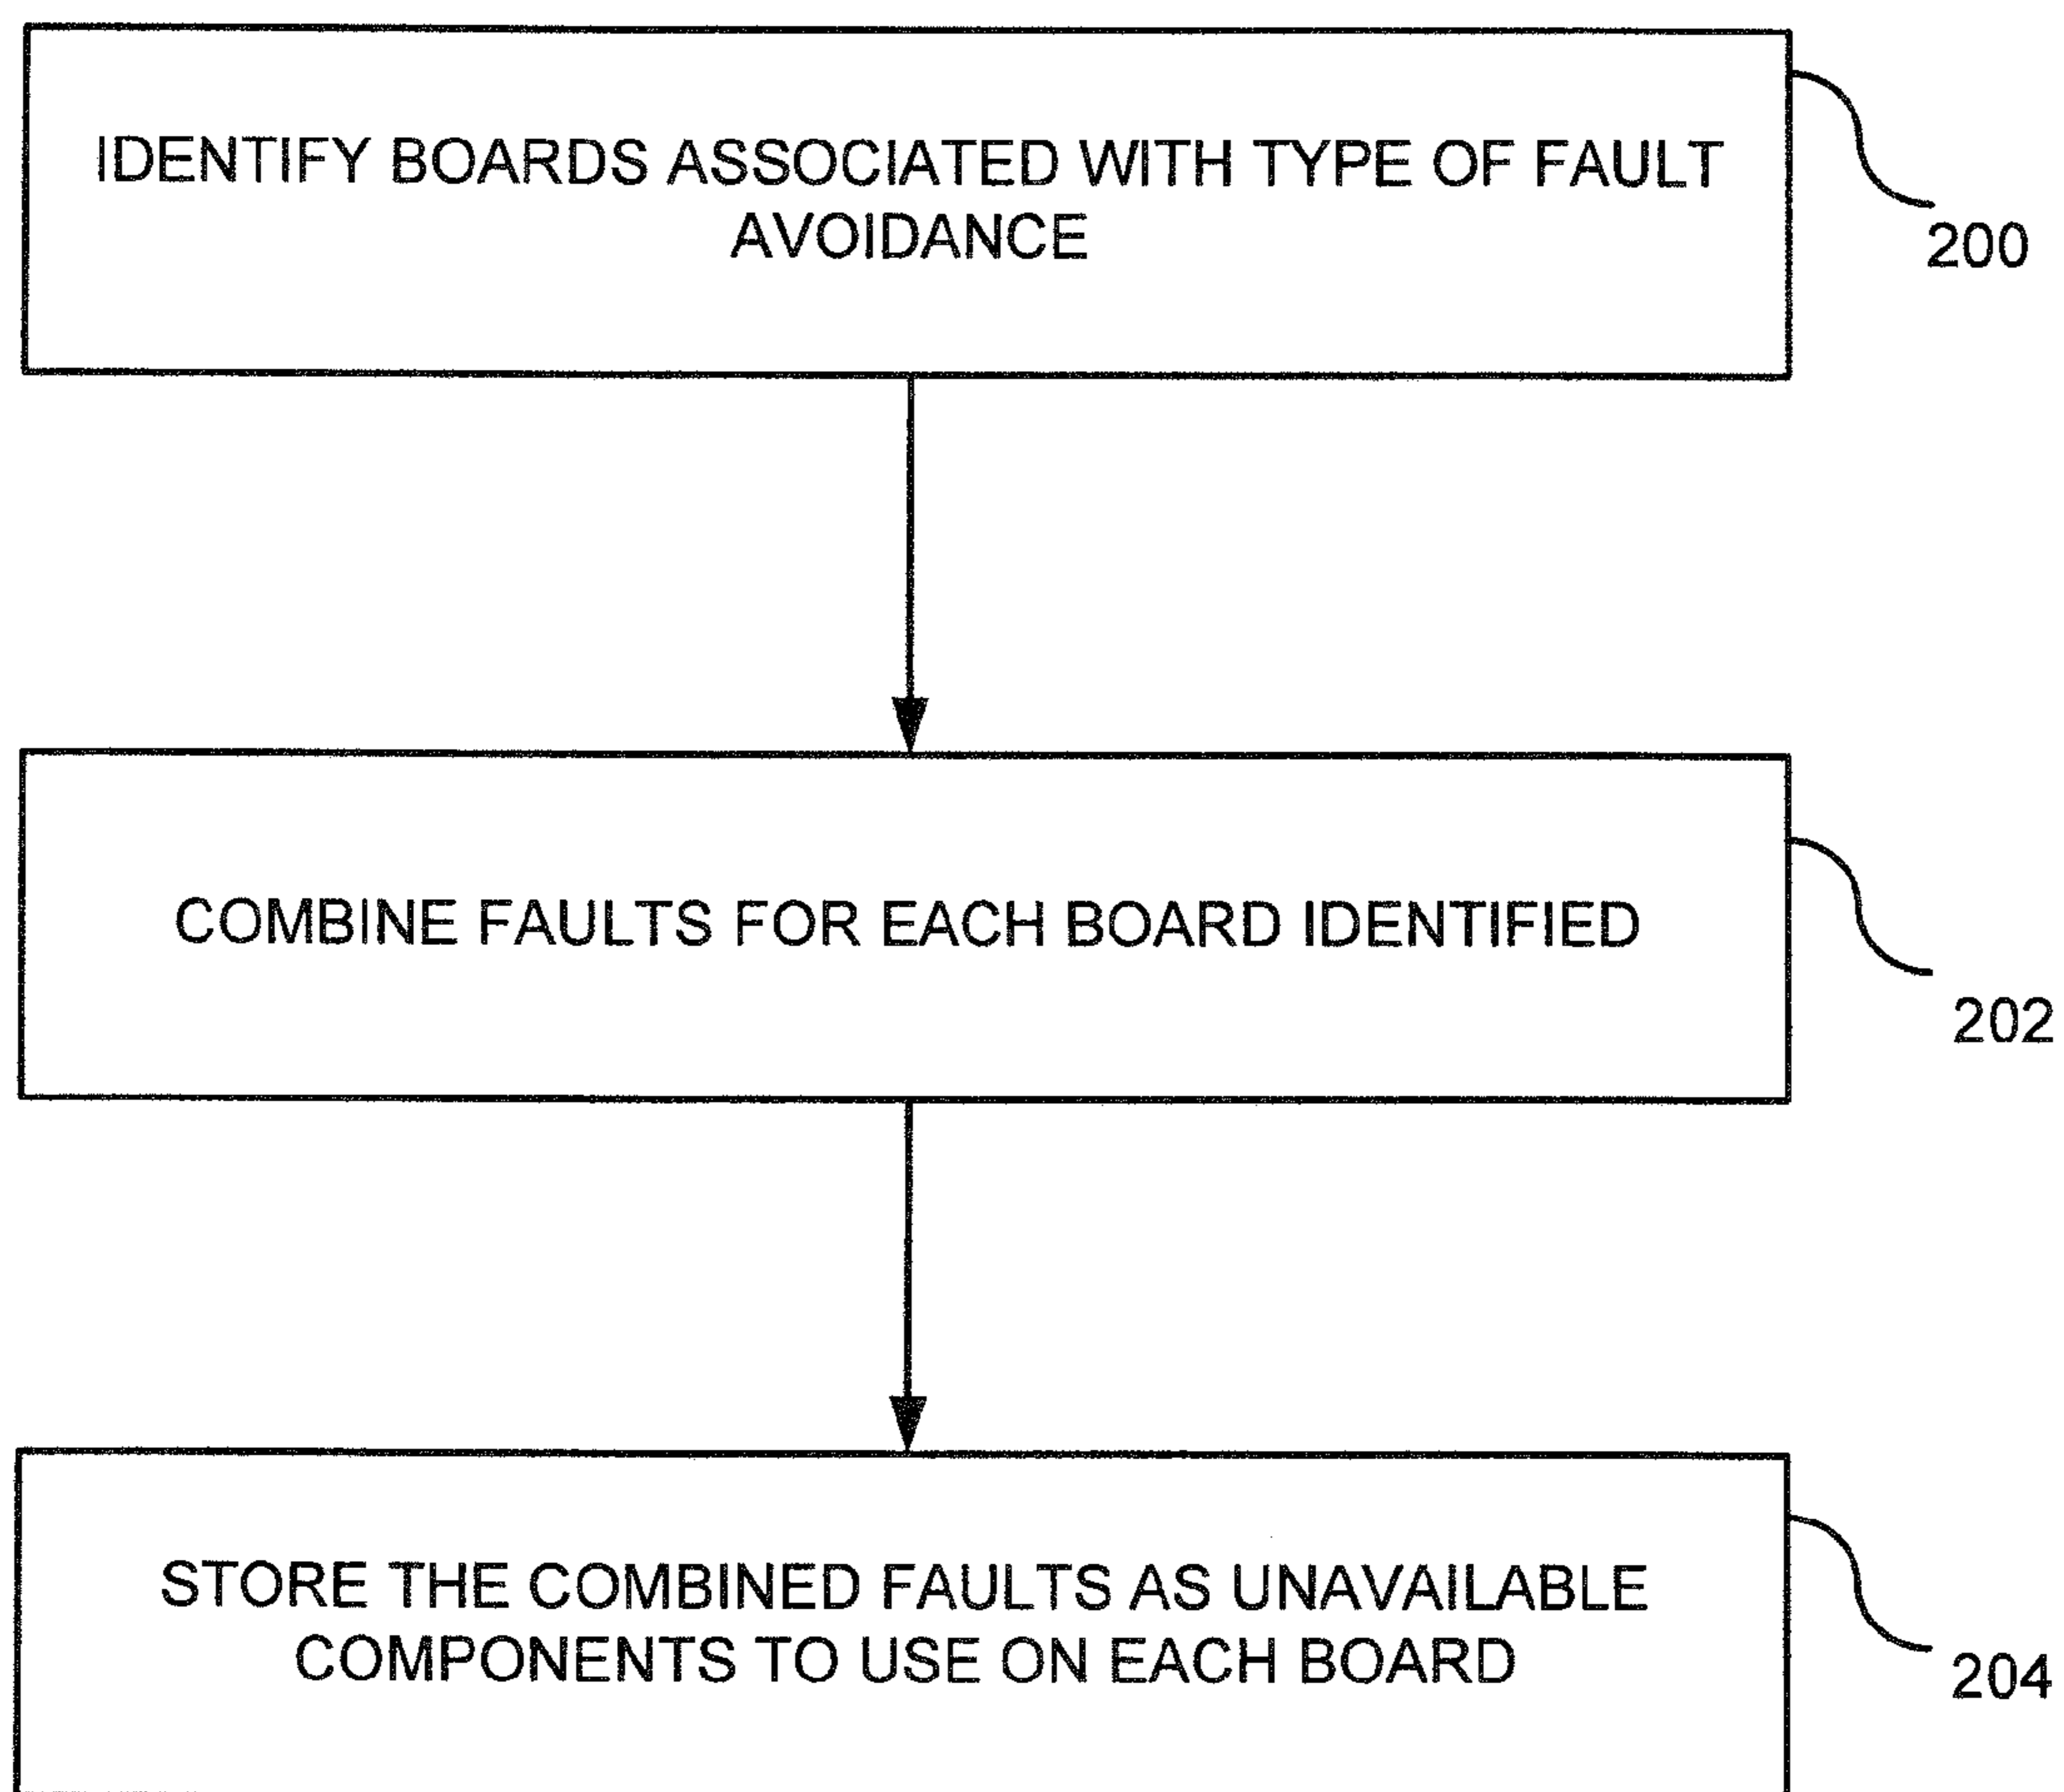 IDENTIFY BOARDS ASSOCIATED WITH TYPE OF FAULT
AVOIDANCE
200
COMBINE FAULTS FOR EACH BOARD IDENTIFIED
202
STORE THE COMBINED FAULTS AS UNAVAILABLE
COMPONENTS TO USE ON EACH BOARD
204